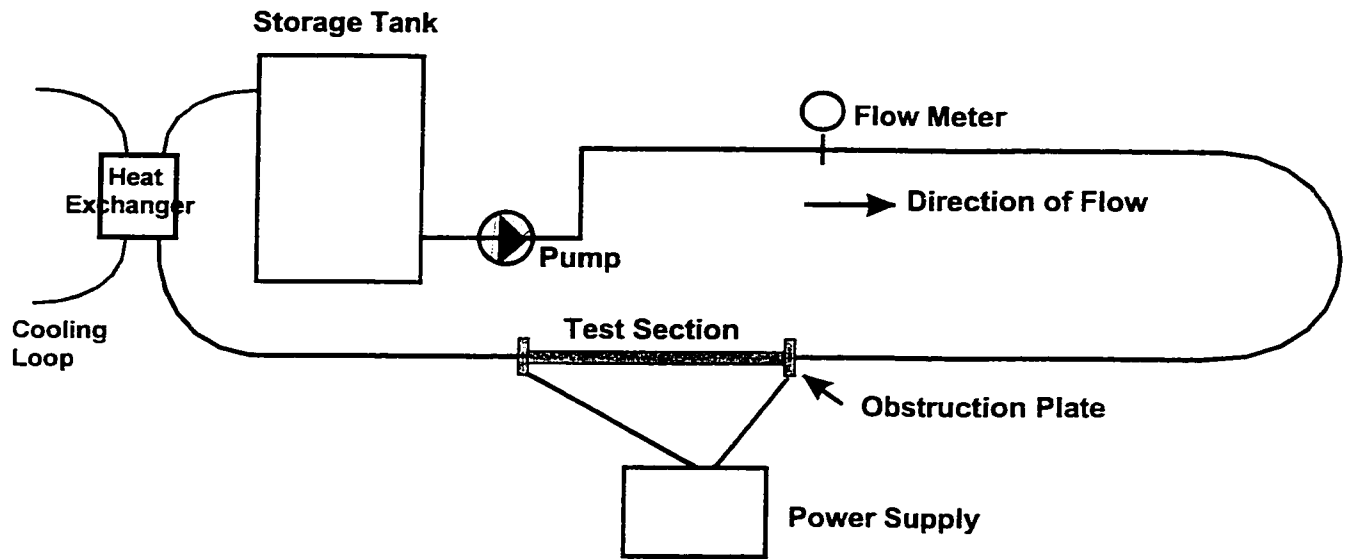 Storage Tank
Flow Meter
Heat
Exchanger
Direction of Flow
Pump
Cooling
Loop
Test Section
Obstruction Plate
Power Supply